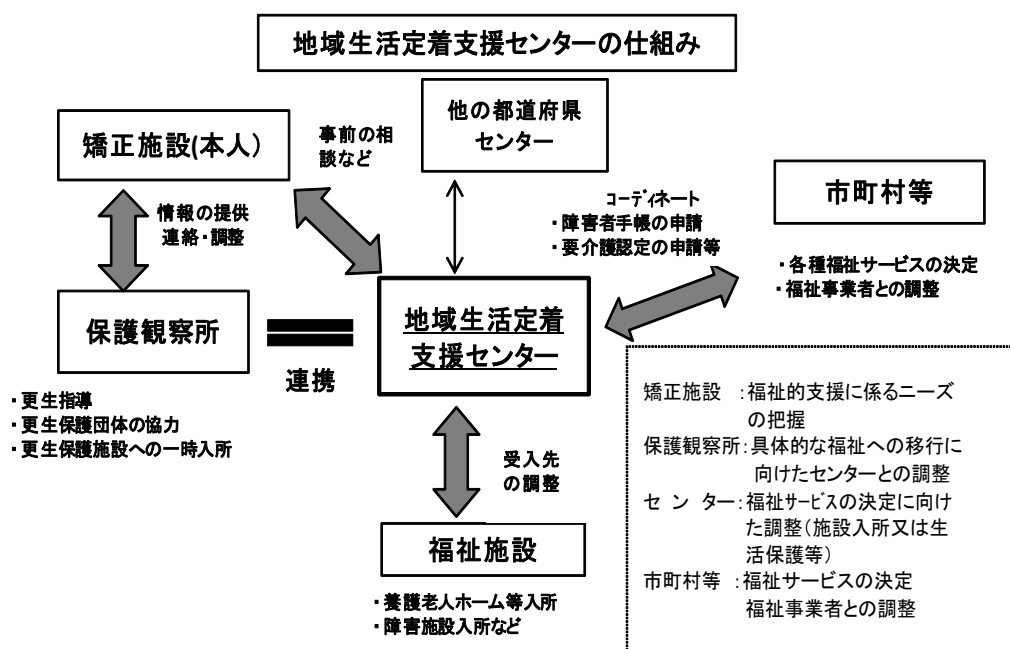 地域生活定着支援センターの仕組み
他の都道府県
センター
矯正施設(本人)
事前の相
談など
市町村等
情報の提供
連絡・調整
コーディネート
・障害者手帳の申請
・要介護認定の申請等
・各種福祉サービスの決定
・福祉事業者との調整
保護観察所
連携
地域生活定着
支援センター
・更生指導
・更生保護団体の協力
・更生保護施設への一時入所
受入先
の調整
福祉施設
・養護老人ホーム等入所
・障害施設入所など
矯正施設 :福祉的支援に係るニーズ
の把握
保護観察所:具体的な福祉への移行に
向けたセンターとの調整
セ ン ター:福祉サービスの決定に向け
た調整(施設入所又は生
活保護等)
市町村等 :福祉サービスの決定
福祉事業者との調整